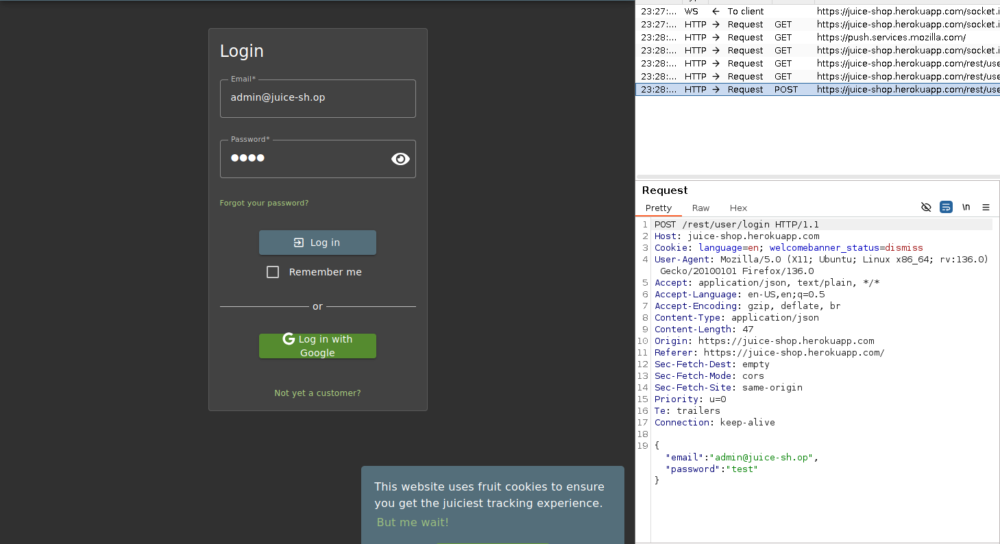 Login
Email*
admin@juice-sh.op
Password*
Forgot your password?
Log in
Remember me
or
Log in with
Google
Not yet a customer?
This website uses fruit cookies to ensure
you get the juiciest tracking experience.
But me wait!
23:27:... WS ← To client https://juice-shop.herokuapp.com/socket.i
23:27:... HTTP → Request GET https://juice-shop.herokuapp.com/socket.i
23:28:... HTTP → Request GET https://push.services.mozilla.com/
23:28:... HTTP → Request GET https://juice-shop.herokuapp.com/socket.i
23:28:... HTTP → Request GET https://juice-shop.herokuapp.com/rest/use
23:28:... HTTP → Request GET https://juice-shop.herokuapp.com/rest/use
23:28:... HTTP → Request POST https://juice-shop.herokuapp.com/rest/use
Request
Pretty Raw Hex \n
1 POST /rest/user/login HTTP/1.1
2 Host: juice-shop.herokuapp.com
3 Cookie: language=en; welcomebanner_status=dismiss
4 User-Agent: Mozilla/5.0 (X11; Ubuntu; Linux x86_64; rv:136.0)
Gecko/20100101 Firefox/136.0
5 Accept: application/json, text/plain, */*
6 Accept-Language: en-US,en;q=0.5
7 Accept-Encoding: gzip, deflate, br
8 Content-Type: application/json
9 Content-Length: 47
10 Origin: https://juice-shop.herokuapp.com
11 Referer: https://juice-shop.herokuapp.com/
12 Sec-Fetch-Dest: empty
13 Sec-Fetch-Mode: cors
14 Sec-Fetch-Site: same-origin
15 Priority: u=0
16 Te: trailers
17 Connection: keep-alive
18
19 {
"email":"admin@juice-sh.op",
"password":"test"
}